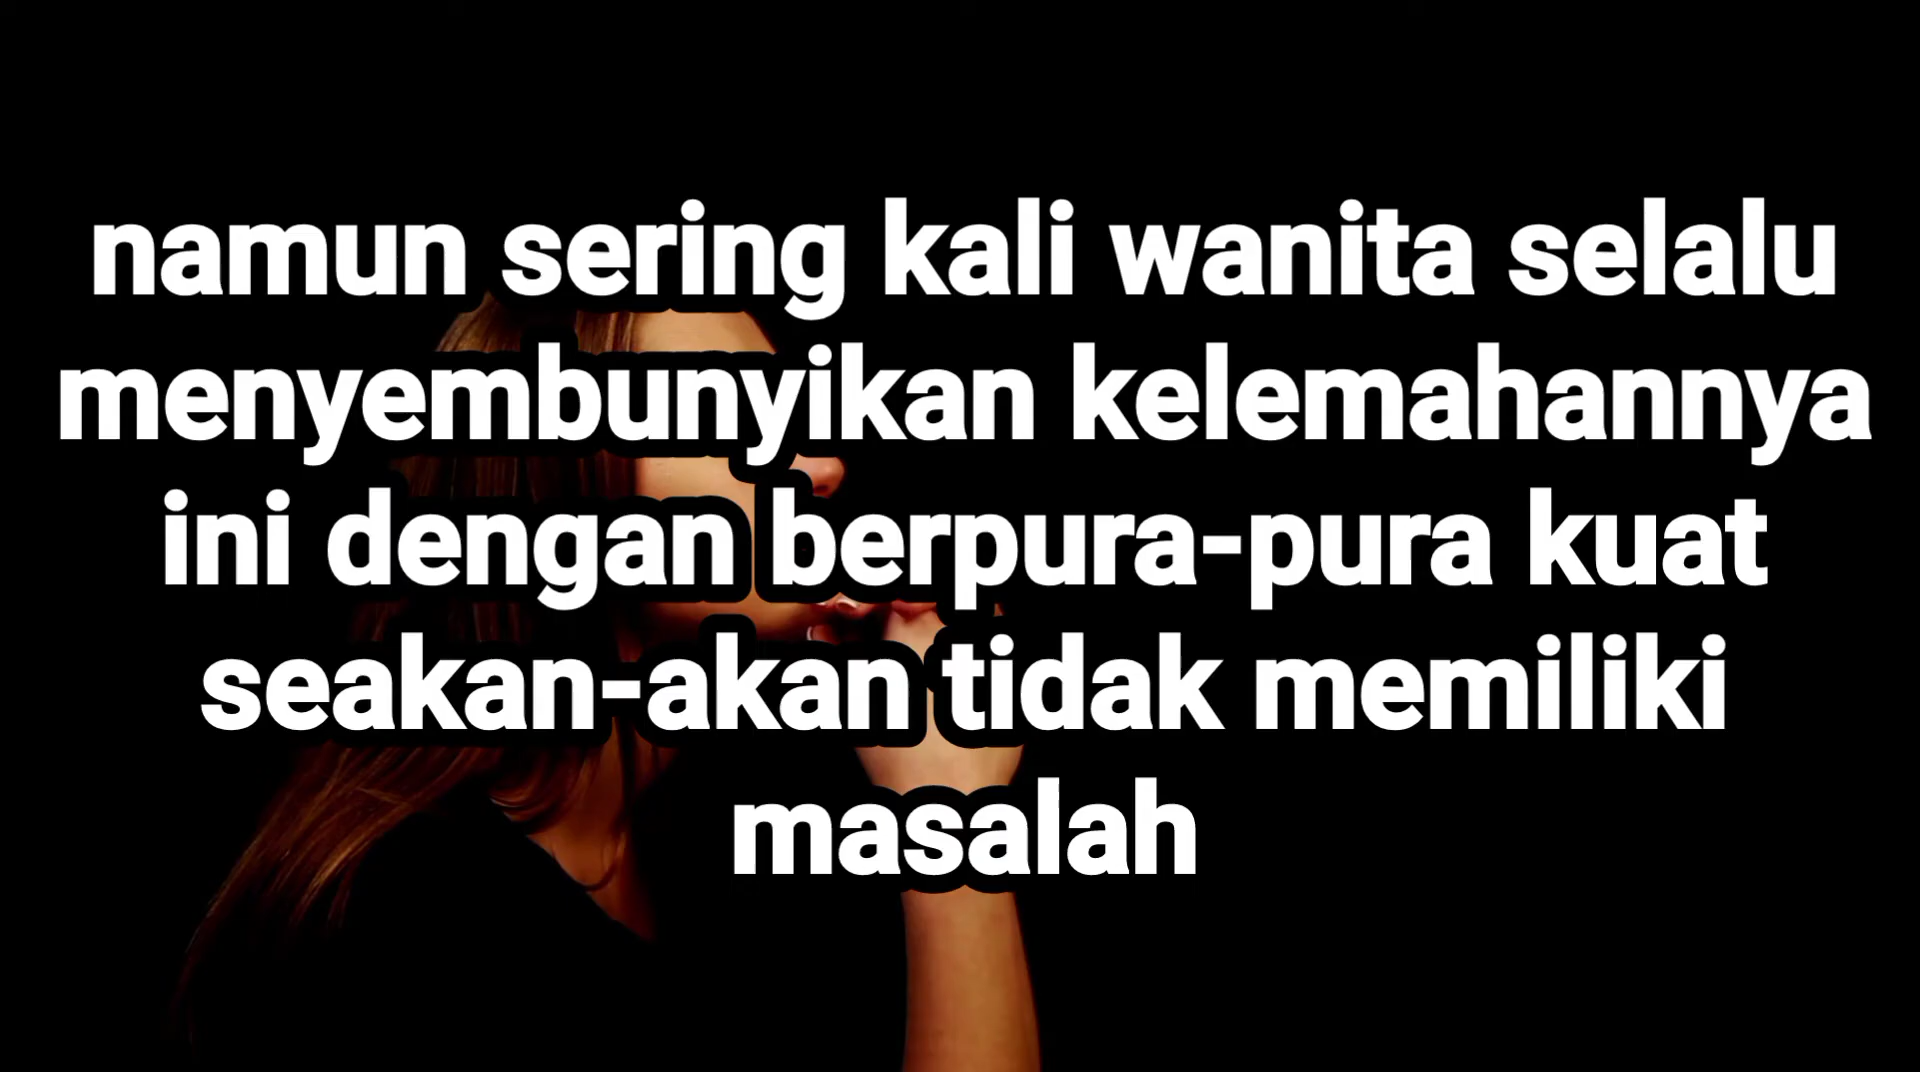 namun sering kali wanita selalu
menyembunyikan kelemahannya
ini dengan berpura-pura kuat
seakan-akan tidak memiliki
masalah